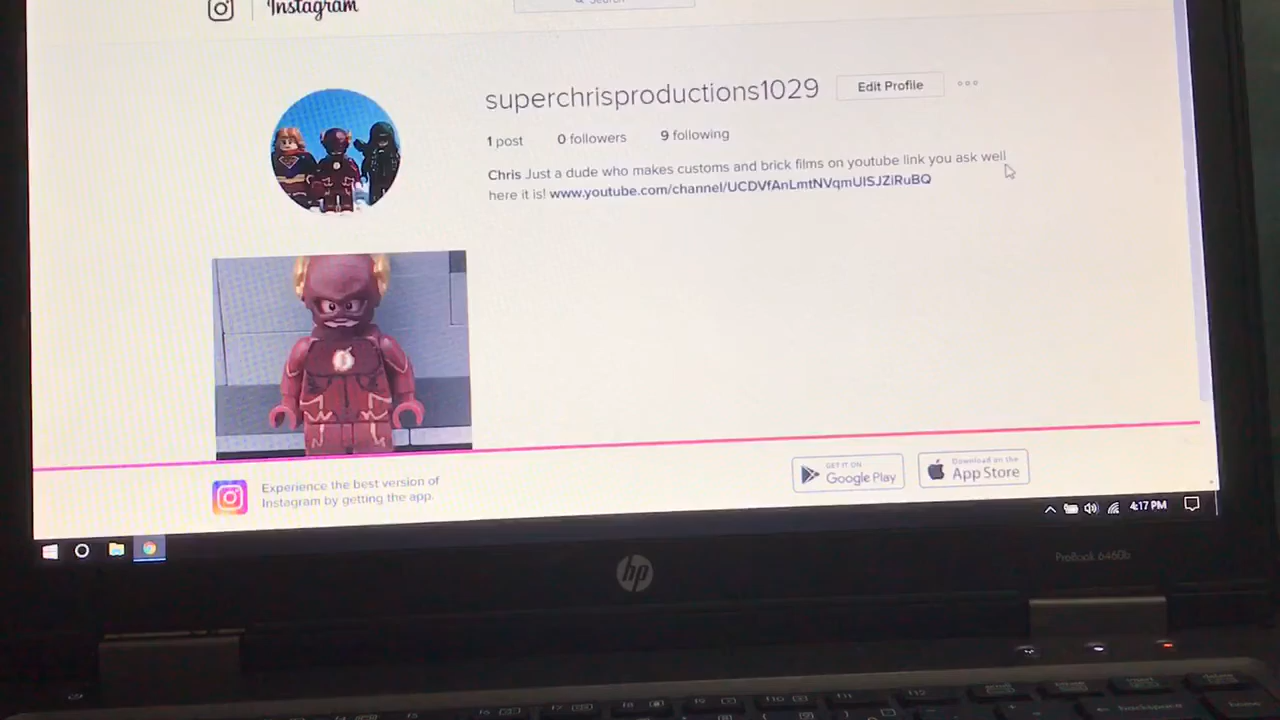 Instagram
Search
superchrisproductions1029
Edit Profile
1 post 0 followers 9 following
Chris Just a dude who makes customs and brick films on youtube link you ask well
here it is! www.youtube.com/channel/UCDVfAnLmtNVqmUlSJZiRuBQ
Experience the best version of
Instagram by getting the app.
GET IT ON
Google Play
Download on the
App Store
4:17 PM
hp
ProBook 6460b
backspace
home